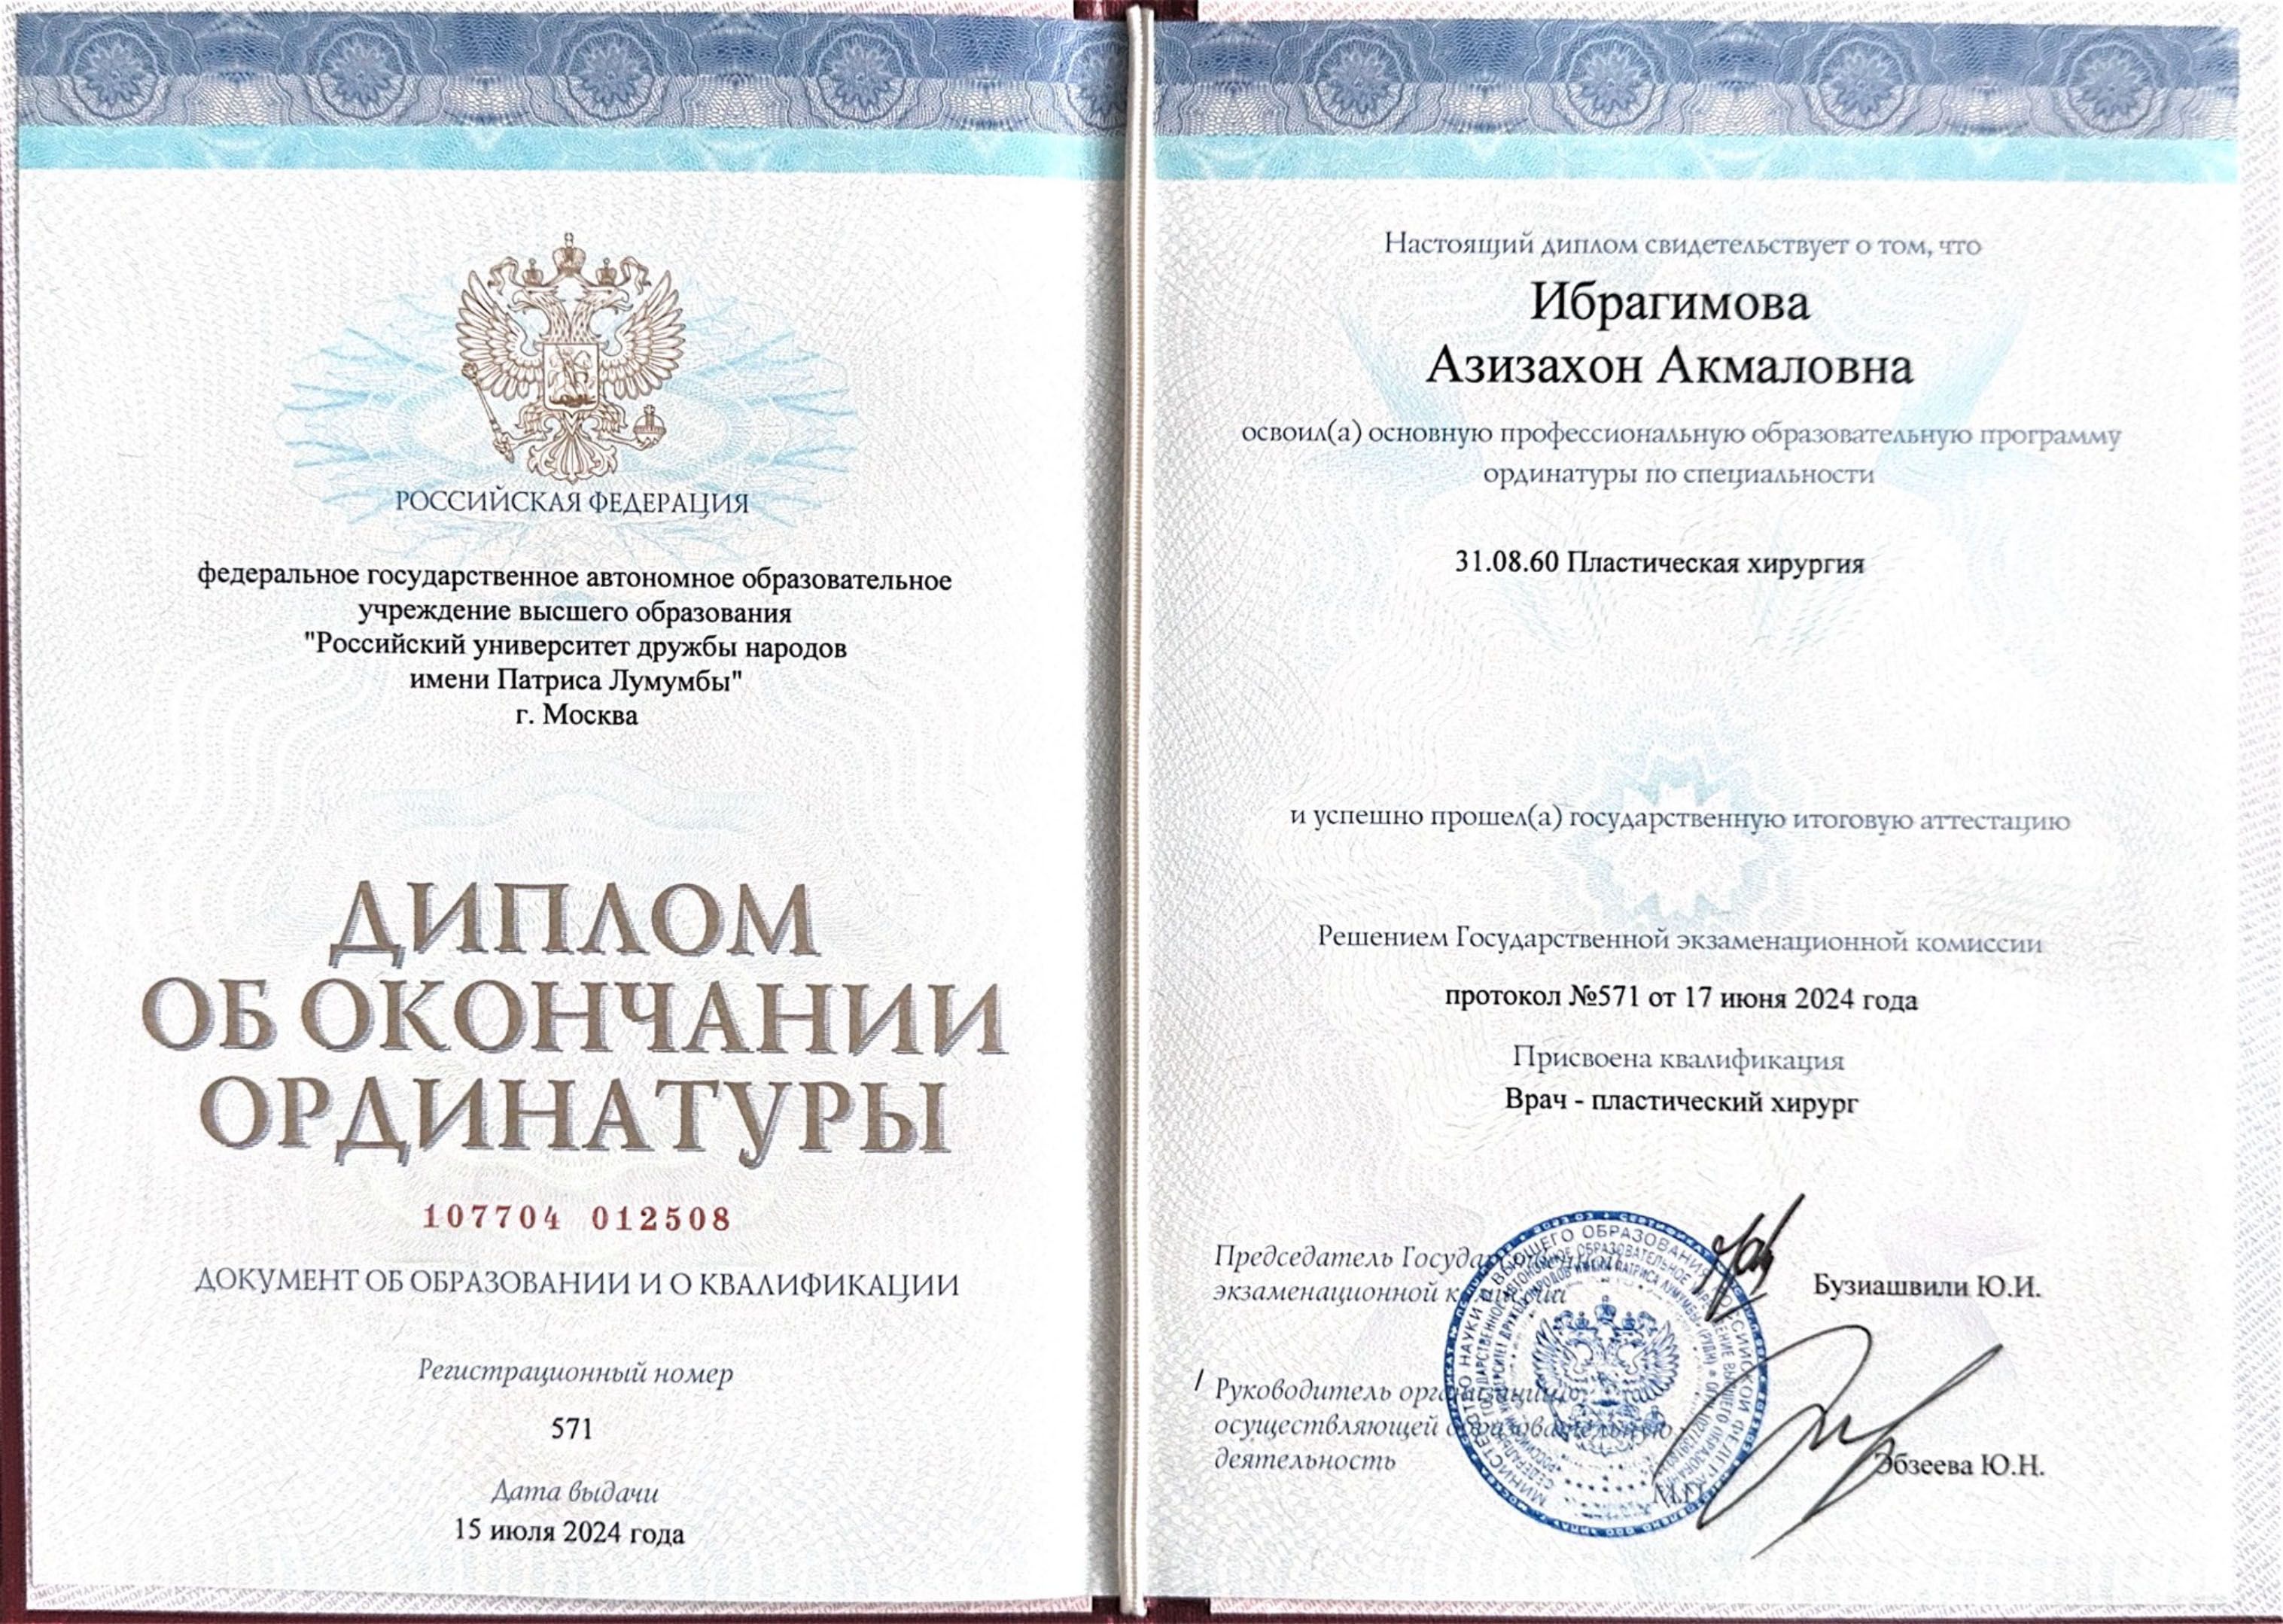 РОССИЙСКАЯ ФЕДЕРАЦИЯ
федеральное государственное автономное образовательное
учреждение высшего образования
"Российский университет дружбы народов
имени Патриса Лумумбы"
г. Москва
ДИПЛОМ
ОБ ОКОНЧАНИИ
ОРДИНАТУРЫ
107704 012508
ДОКУМЕНТ ОБ ОБРАЗОВАНИИ И О КВАЛИФИКАЦИИ
Регистрационный номер
571
Дата выдачи
15 июля 2024 года
Настоящий диплом свидетельствует о том, что
Ибрагимова
Азизахон Акмаловна
освоил(а) основную профессиональную образовательную программу
ординатуры по специальности
31.08.60 Пластическая хирургия
и успешно прошел(а) государственную итоговую аттестацию
Решением Государственной экзаменационной комиссии
протокол №571 от 17 июня 2024 года
Присвоена квалификация
Врач - пластический хирург
Председатель Государственной
экзаменационной комиссии
Бузиашвили Ю.И.
Руководитель организации,
осуществляющей образовательную
деятельность
Эбзеева Ю.Н.
М.П.